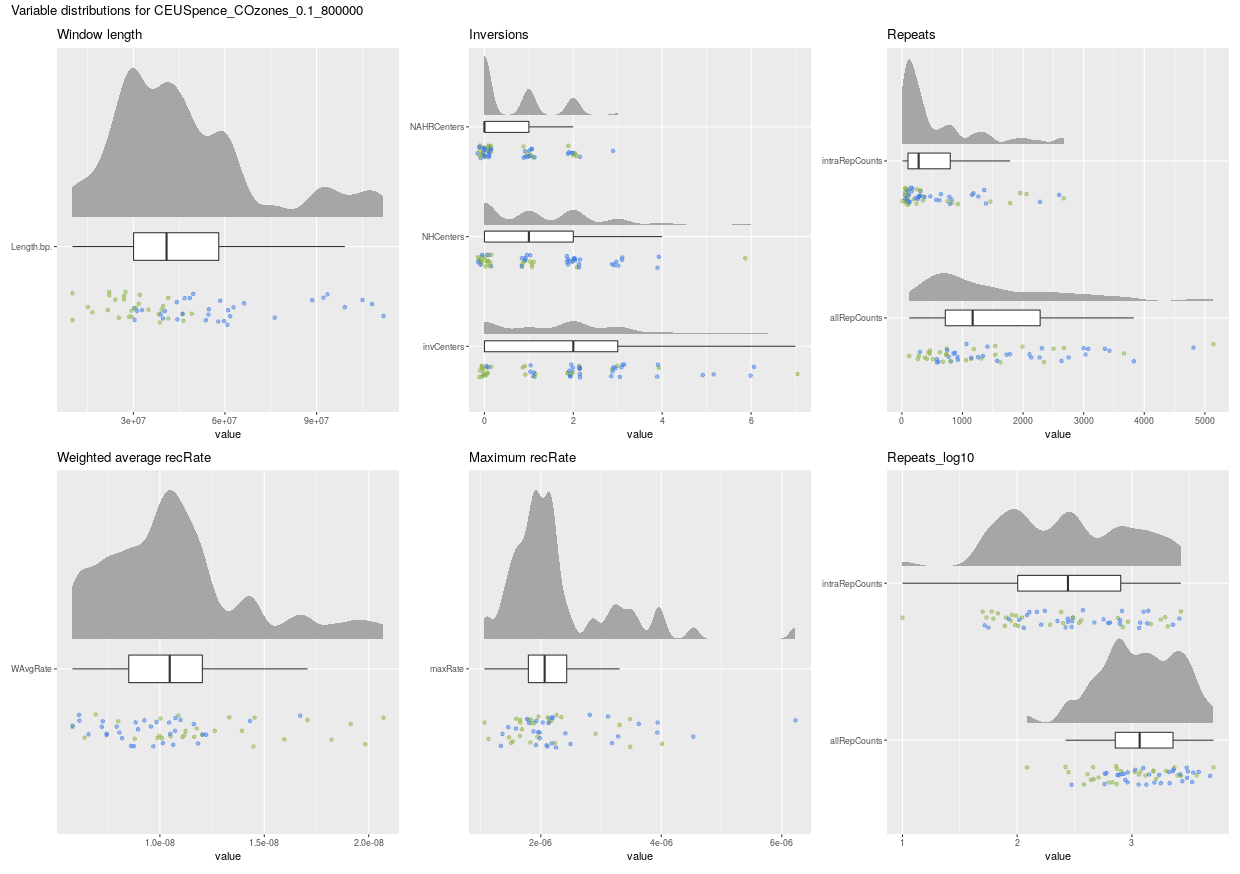 Variable distributions for CEUSpence_COzones_0.1_800000
Window length
Length.bp.
3e+07 6e+07 9e+07
value
Inversions
NAHRCenters
NHCenters
invCenters
0 2 4 6
value
Repeats
intraRepCounts
allRepCounts
0 1000 2000 3000 4000 5000
value
Weighted average recRate
WAvgRate
1.0e-08 1.5e-08 2.0e-08
value
Maximum recRate
maxRate
2e-06 4e-06 6e-06
value
Repeats_log10
intraRepCounts
allRepCounts
1 2 3
value